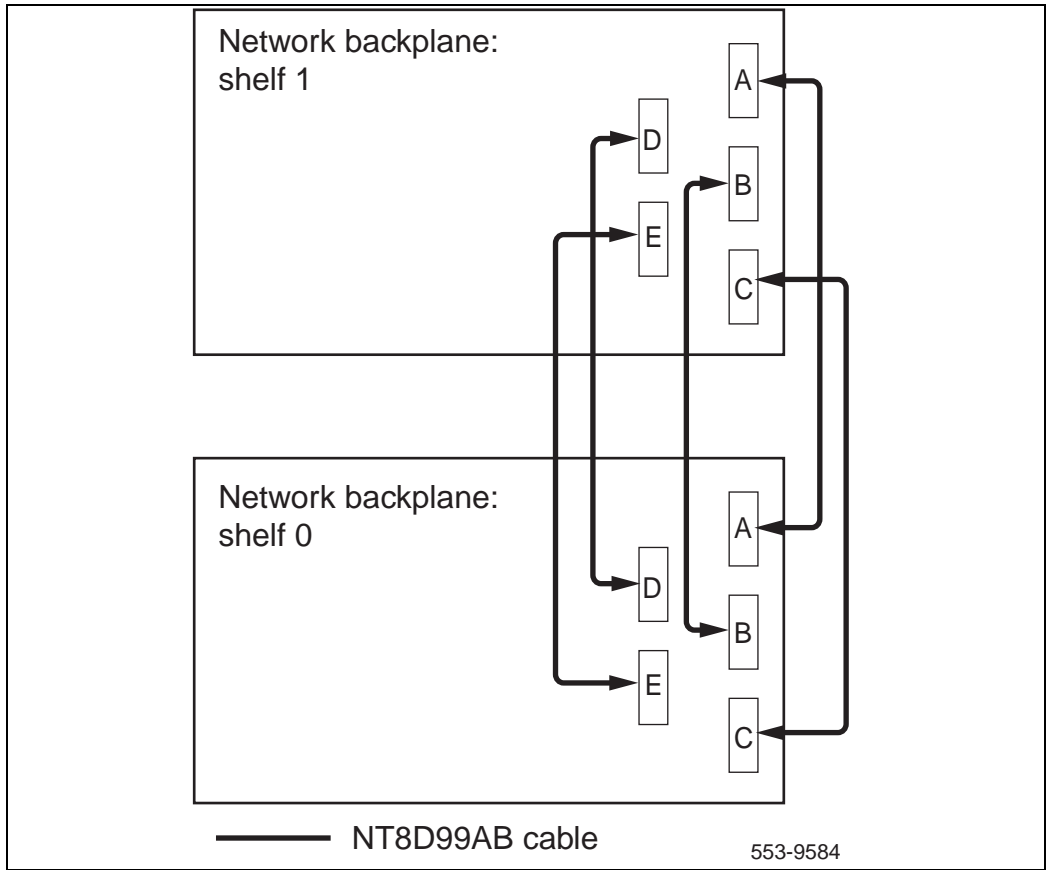 Network backplane:
shelf 1
A
D
B
E
C
Network backplane:
shelf 0
A
D
B
E
C
NT8D99AB cable
553-9584